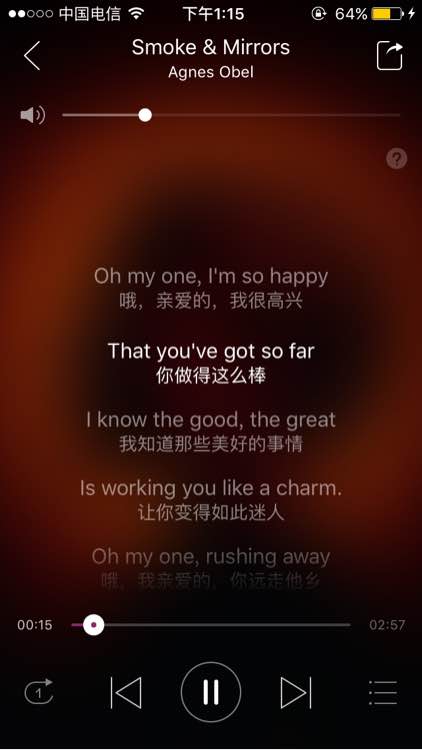 中国电信 下午1:15 64%
Smoke & Mirrors
Agnes Obel
?
Oh my one, I'm so happy
哦，亲爱的，我很高兴
That you've got so far
你做得这么棒
I know the good, the great
我知道那些美好的事情
Is working you like a charm.
让你变得如此迷人
Oh my one, rushing away
哦，我亲爱的，你远走他乡
00:15 02:57
1